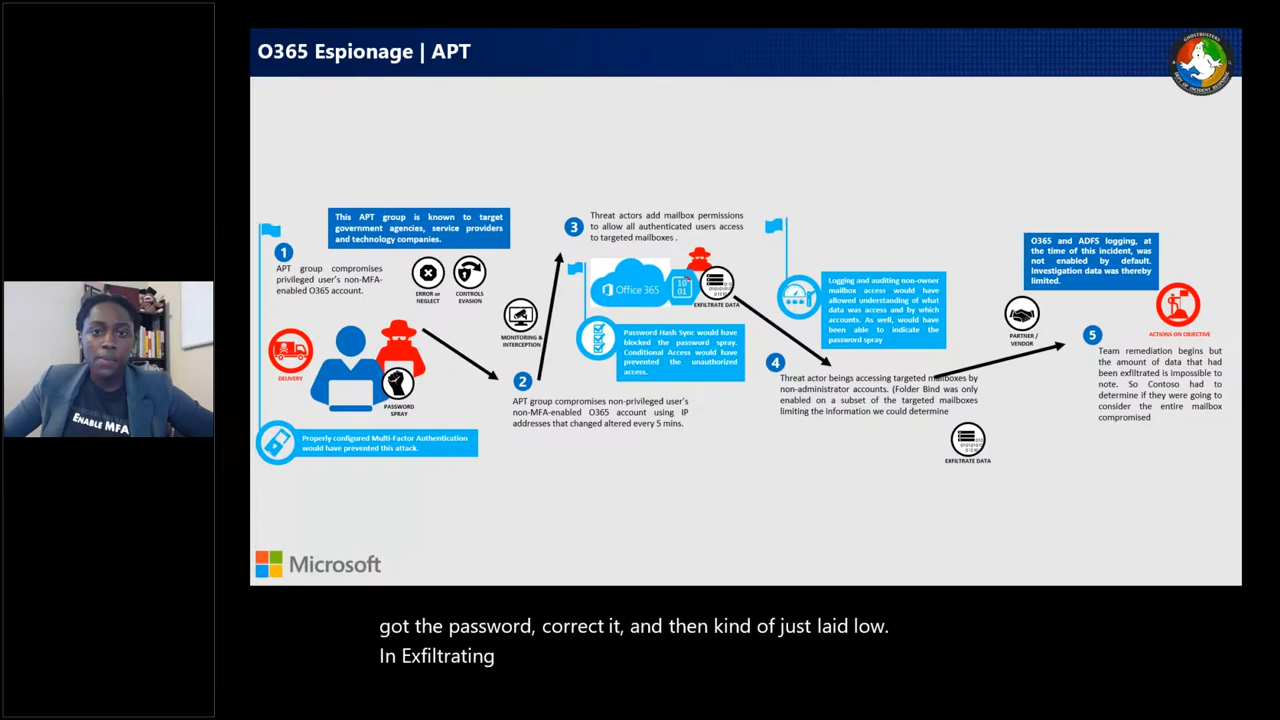 O365 Espionage | APT
GHOSTBUSTERS
DEPT OF INCIDENT RESPONSE
This APT group is known to target
government agencies, service providers
and technology companies.
1
APT group compromises
privileged user's non-MFA-
enabled O365 account.
ERROR or
NEGLECT
CONTROLS
EVASION
DELIVERY
PASSWORD
SPRAY
Properly configured Multi-Factor Authentication
would have prevented this attack.
MONITORING &
INTERCEPTION
2
APT group compromises non-privileged user's
non-MFA-enabled O365 account using IP
addresses that changed altered every 5 mins.
3
Threat actors add mailbox permissions
to allow all authenticated users access
to targeted mailboxes .
Office 365
10
01
EXFILTRATE DATA
Password Hash Sync would have
blocked the password spray.
Conditional Access would have
prevented the unauthorized
access.
Logging and auditing non-owner
mailbox access would have
allowed understanding of what
data was access and by which
accounts. As well, would have
been able to indicate the
password spray
4
Threat actor beings accessing targeted mailboxes by
non-administrator accounts. (Folder Bind was only
enabled on a subset of the targeted mailboxes
limiting the information we could determine
EXFILTRATE DATA
O365 and ADFS logging, at
the time of this incident, was
not enabled by default.
Investigation data was thereby
limited.
PARTNER /
VENDOR
ACTIONS ON OBJECTIVE
5
Team remediation begins but
the amount of data that had
been exfiltrated is impossible to
note. So Contoso had to
determine if they were going to
consider the entire mailbox
compromised
ENABLE MFA
Microsoft
got the password, correct it, and then kind of just laid low.
In Exfiltrating